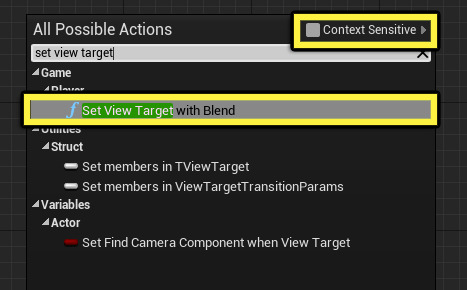 All Possible Actions
Context Sensitive
set view target
Game
Player
Set View Target with Blend
Utilities
Struct
Set members in TViewTarget
Set members in ViewTargetTransitionParams
Variables
Actor
Set Find Camera Component when View Target